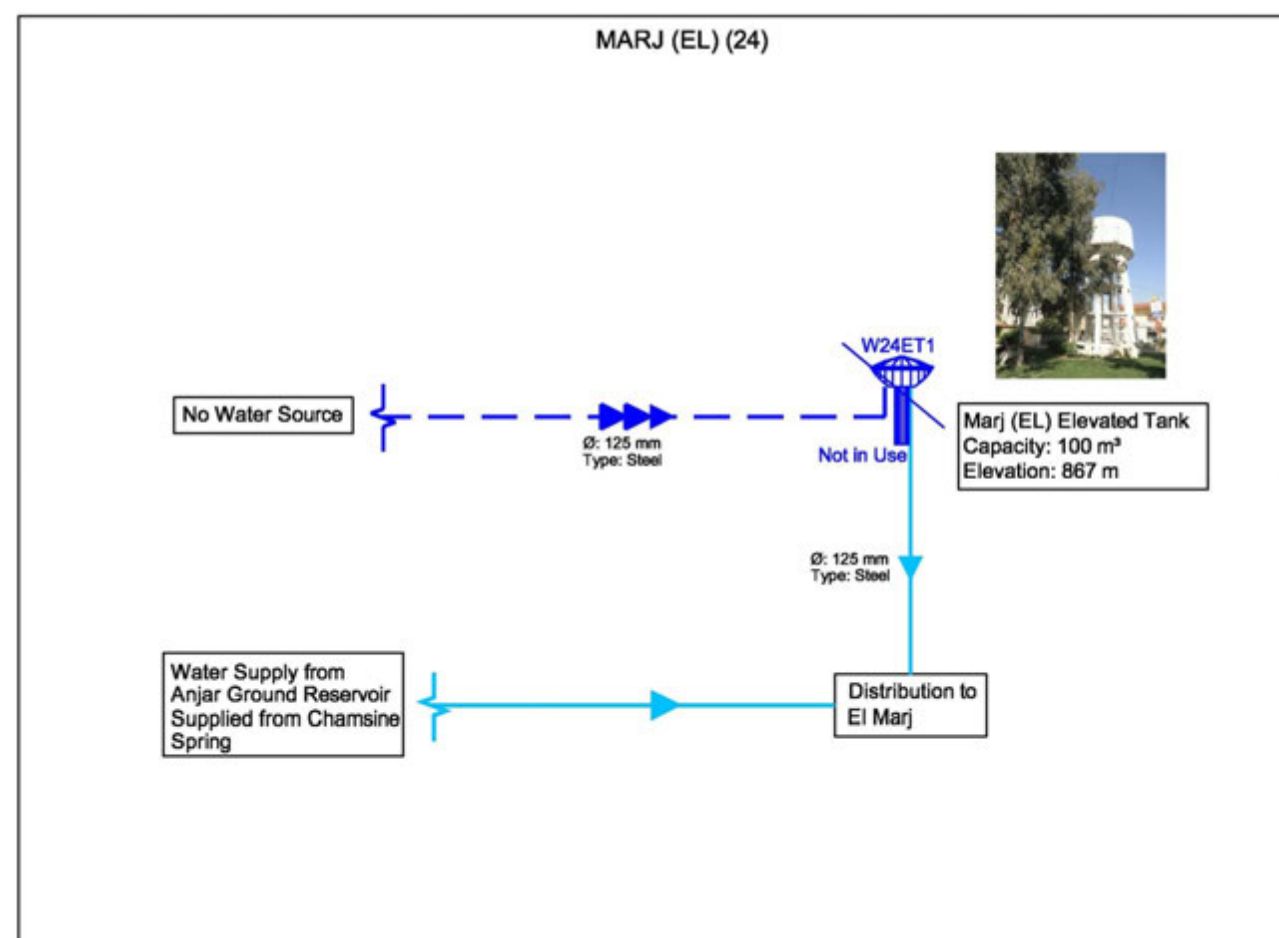 MARJ (EL) (24)
W24ET1
No Water Source
Ø: 125 mm
Type: Steel
Not in Use
Marj (EL) Elevated Tank
Capacity: 100 m³
Elevation: 867 m
Ø: 125 mm
Type: Steel
Water Supply from
Anjar Ground Reservoir
Supplied from Chamsine
Spring
Distribution to
El Marj